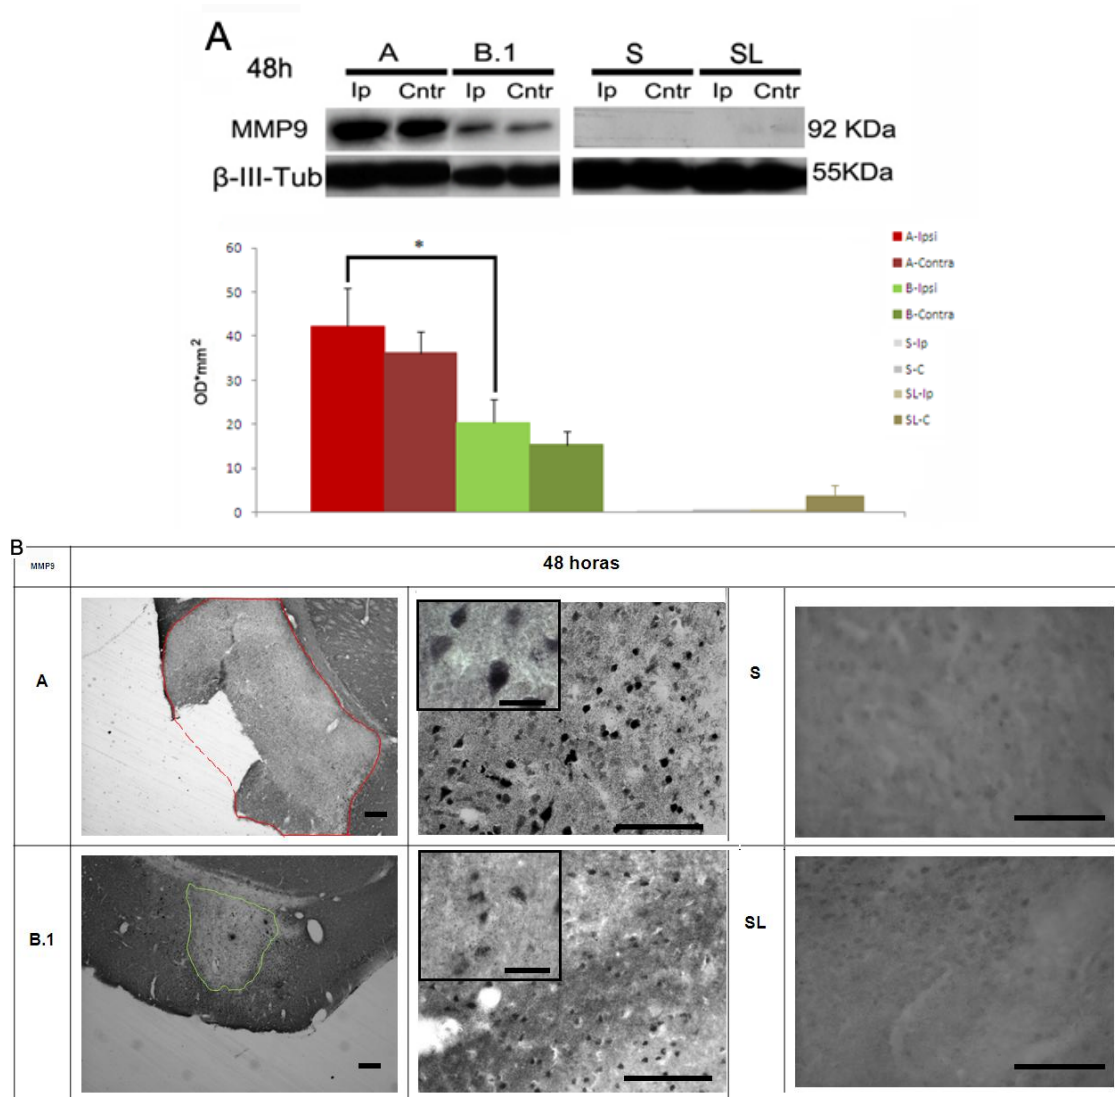 A
48h
A B.1 S SL
Ip Cntr Ip Cntr Ip Cntr Ip Cntr
MMP9 92 KDa
β-III-Tub 55KDa
60
50
40
30
20
10
0
OD*mm2
*
A-Ipsi
A-Contra
B-Ipsi
B-Contra
S-Ip
S-C
SL-Ip
SL-C
B
MMP9 48 horas
A S
B.1 SL